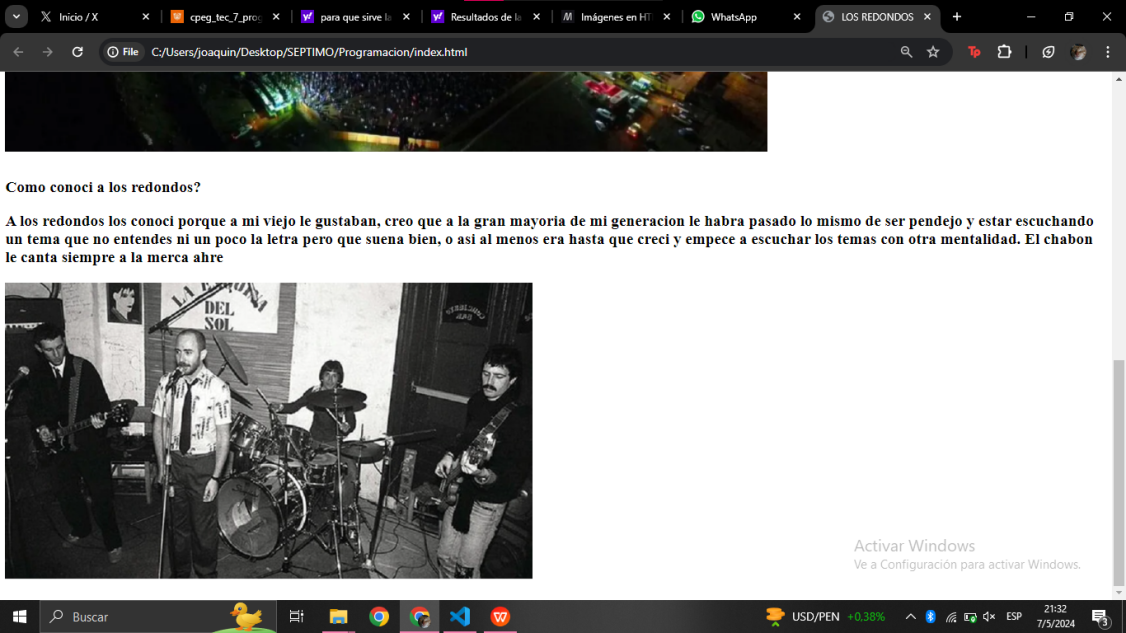 Inicio / X
cpeg_tec_7_prog
para que sirve la
Resultados de la
Imágenes en HT
WhatsApp
LOS REDONDOS
File
C:/Users/joaquin/Desktop/SEPTIMO/Programacion/index.html
Como conoci a los redondos?
A los redondos los conoci porque a mi viejo le gustaban, creo que a la gran mayoria de mi generacion le habra pasado lo mismo de ser pendejo y estar escuchando
un tema que no entendes ni un poco la letra pero que suena bien, o asi al menos era hasta que creci y empece a escuchar los temas con otra mentalidad. El chabon
le canta siempre a la merca ahre
LA
DEL
SOL
Activar Windows
Ve a Configuración para activar Windows.
Buscar
USD/PEN +0,38%
ESP
21:32
7/5/2024
3